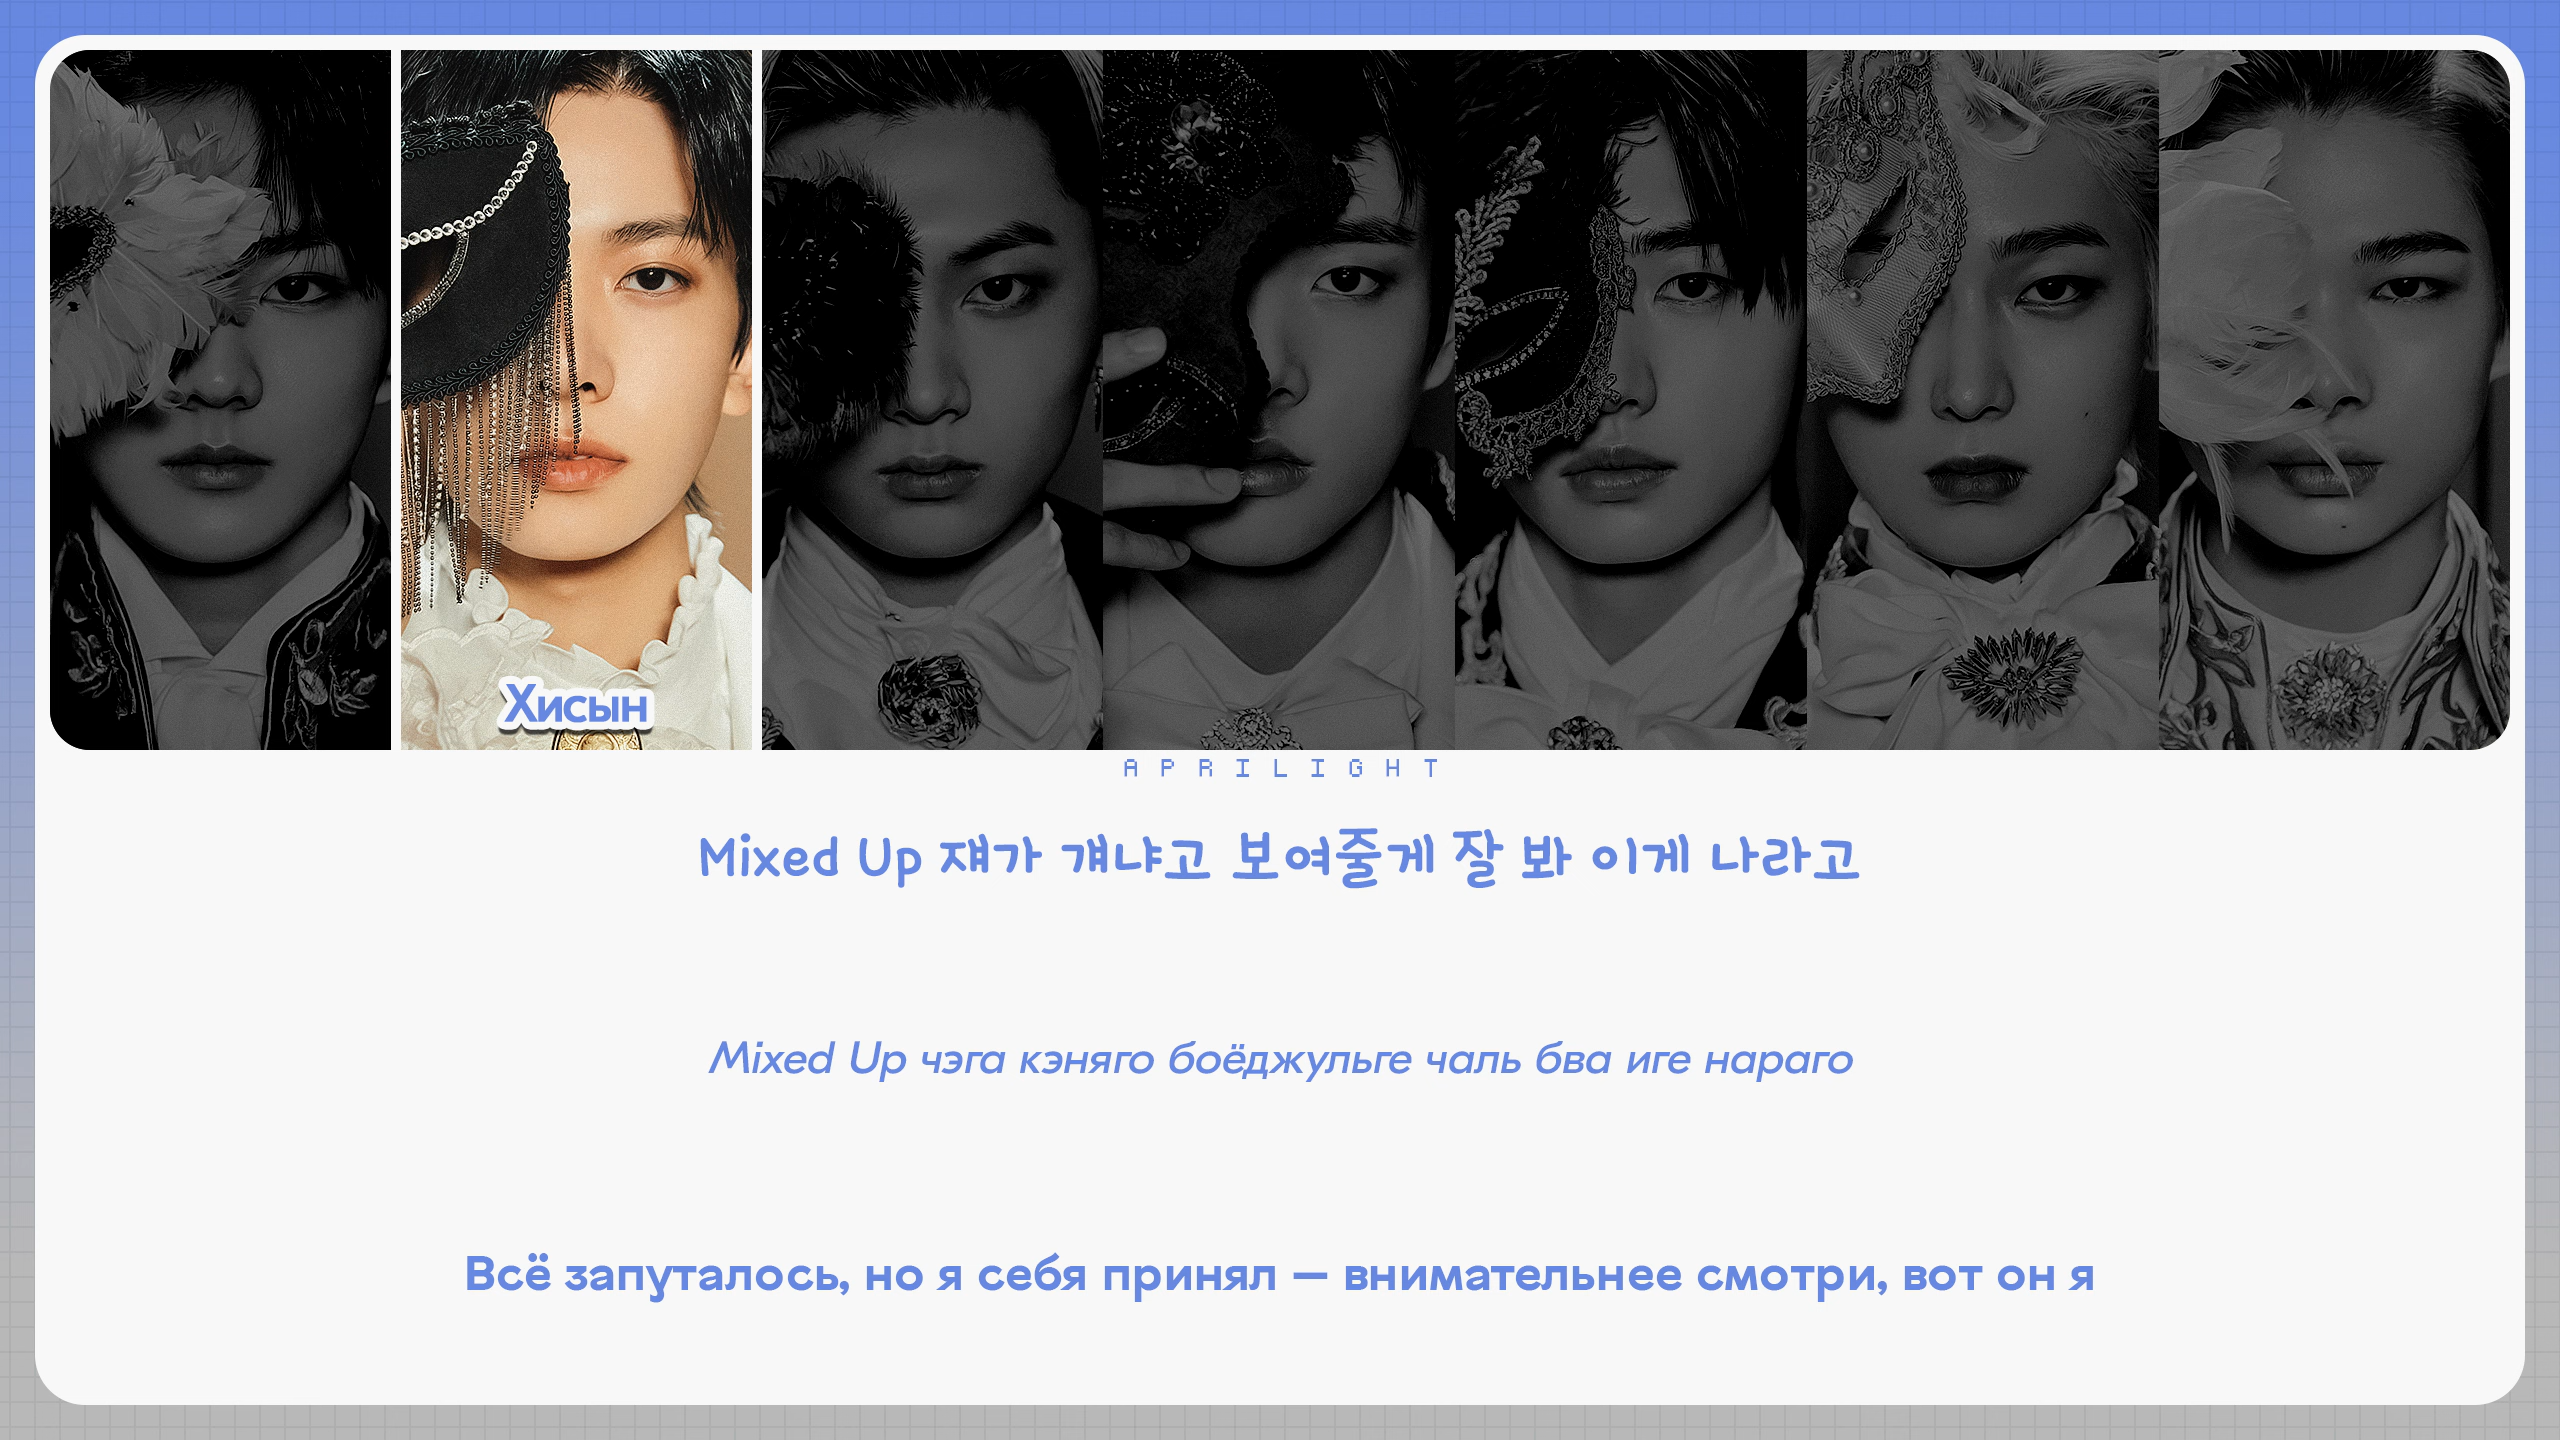 Хисын
APRILIGHT
Mixed Up 쟤가 걔냐고 보여줄게 잘 봐 이게 나라고
Mixed Up чэга кэняго боёджульге чаль бва иге нараго
Всё запуталось, но я себя принял — внимательнее смотри, вот он я